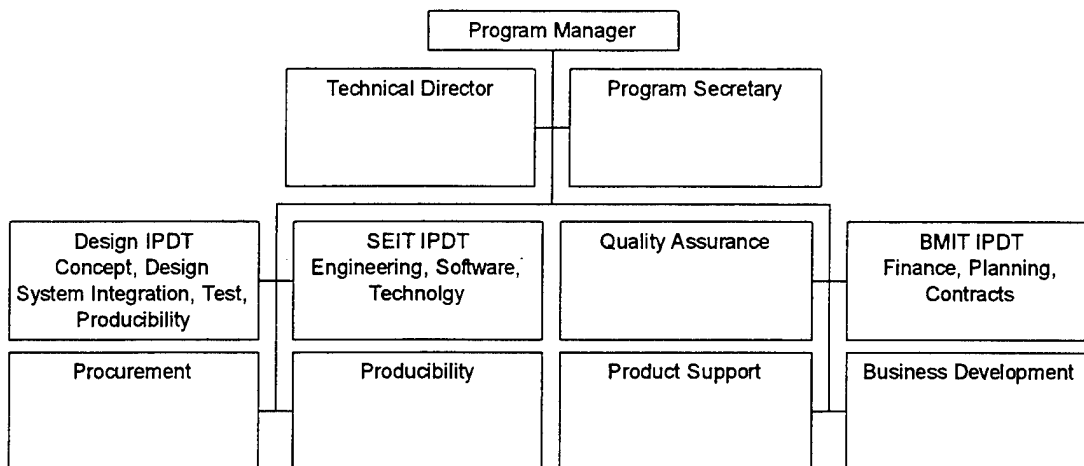 Program Manager
Technical Director
Program Secretary
Design IPDT
Concept, Design
System Integration, Test,
Producibility
SEIT IPDT
Engineering, Software,
Technolgy
Quality Assurance
BMIT IPDT
Finance, Planning,
Contracts
Procurement
Producibility
Product Support
Business Development